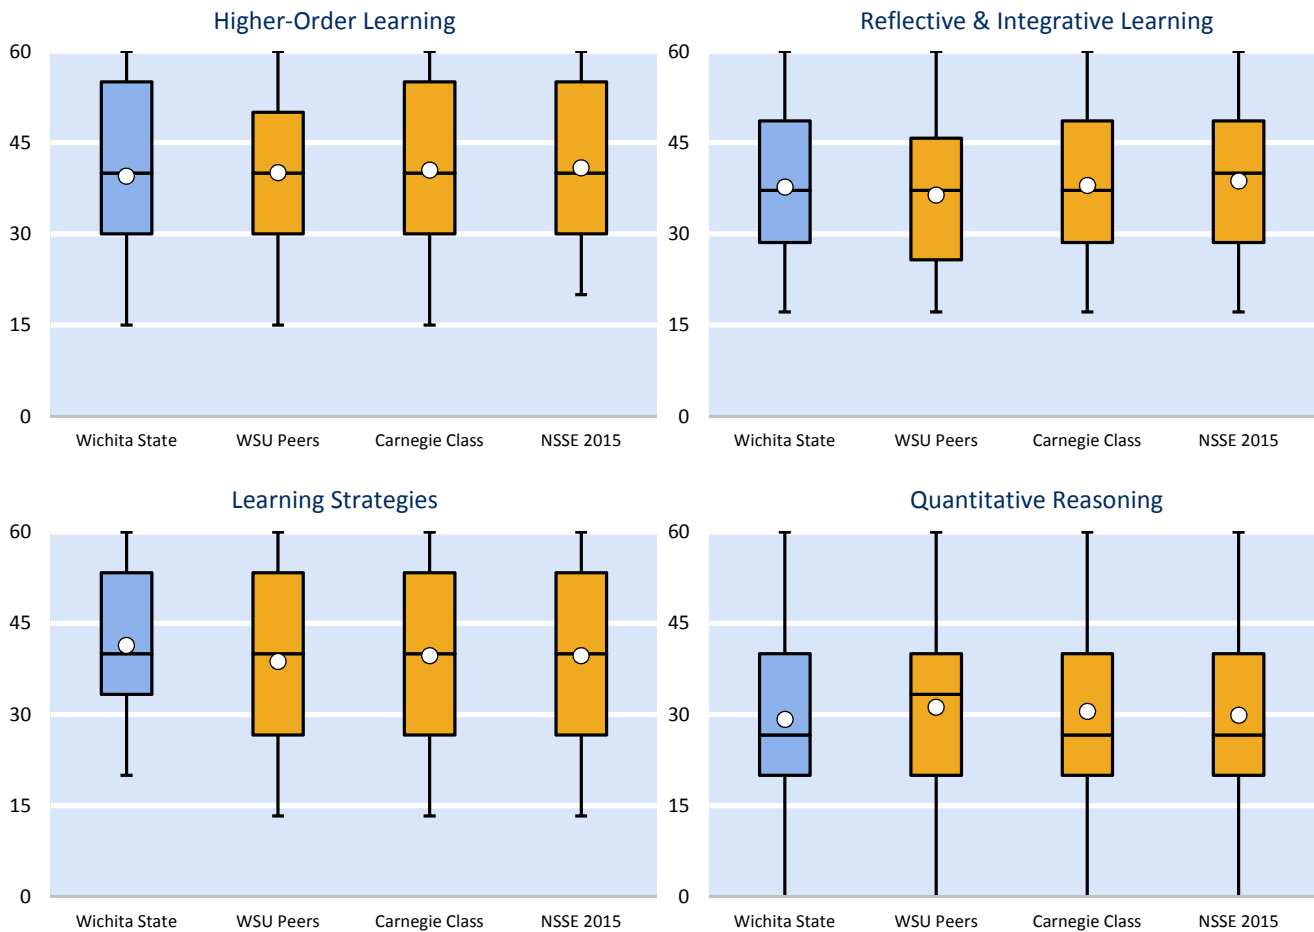 Higher-Order Learning
60
45
30
15
0
Wichita State WSU Peers Carnegie Class NSSE 2015
Reflective & Integrative Learning
60
45
30
15
0
Wichita State WSU Peers Carnegie Class NSSE 2015
Learning Strategies
60
45
30
15
0
Wichita State WSU Peers Carnegie Class NSSE 2015
Quantitative Reasoning
60
45
30
15
0
Wichita State WSU Peers Carnegie Class NSSE 2015